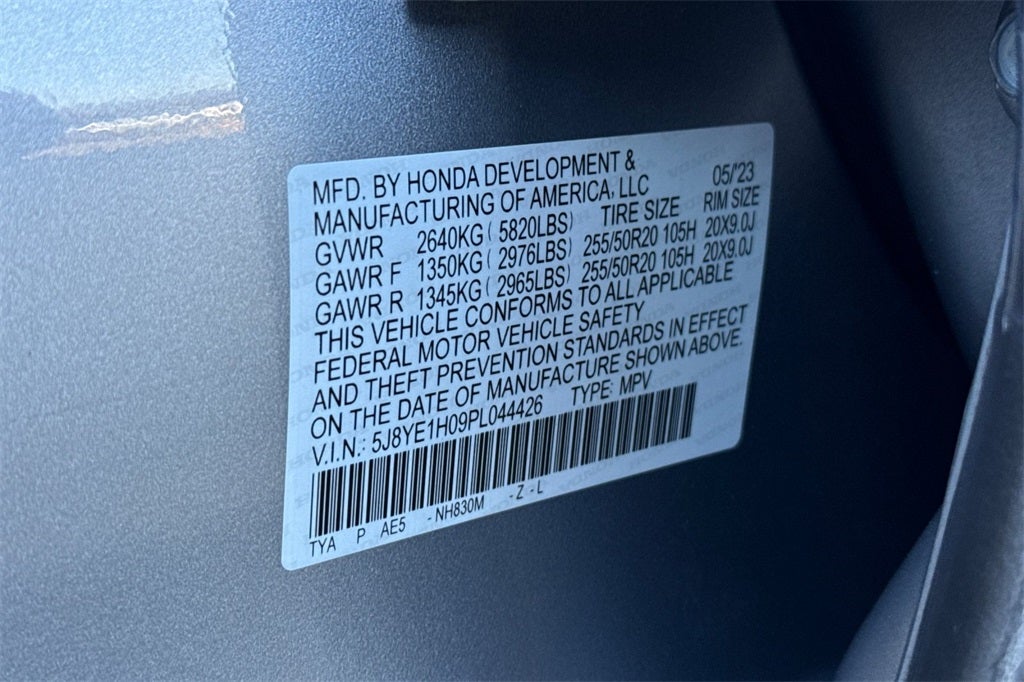 MFD. BY HONDA DEVELOPMENT & 05/'23
MANUFACTURING OF AMERICA, LLC
TIRE SIZE RIM SIZE
GVWR 2640KG ( 5820LBS)
GAWR F 1350KG ( 2976LBS) 255/50R20 105H 20X9.0J
GAWR R 1345KG ( 2965LBS) 255/50R20 105H 20X9.0J
THIS VEHICLE CONFORMS TO ALL APPLICABLE
FEDERAL MOTOR VEHICLE SAFETY
AND THEFT PREVENTION STANDARDS IN EFFECT
ON THE DATE OF MANUFACTURE SHOWN ABOVE.
V.I.N.: 5J8YE1H09PL044426 TYPE: MPV
TYA P AE5 -NH830M -Z -L